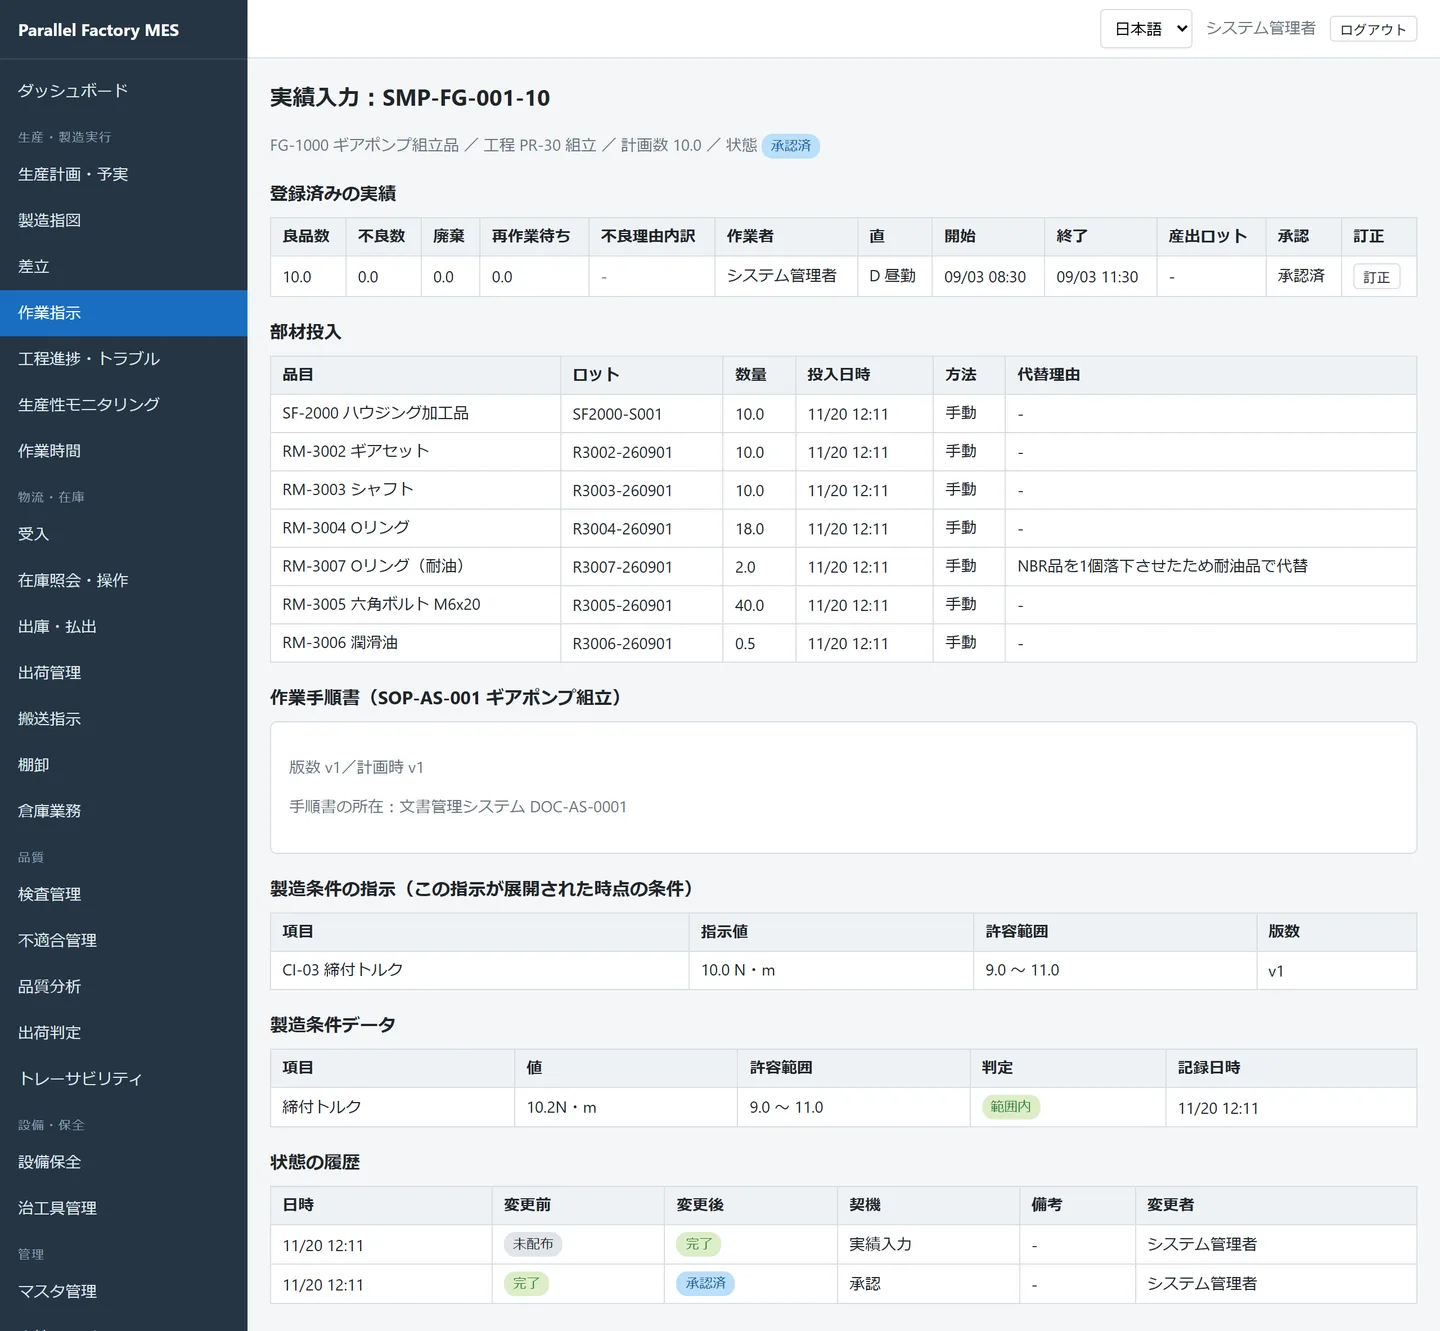 Parallel Factory MES
日本語
システム管理者
ログアウト
ダッシュボード
生産・製造実行
生産計画・予実
製造指図
差立
作業指示
工程進捗・トラブル
生産性モニタリング
作業時間
物流・在庫
受入
在庫照会・操作
出庫・払出
出荷管理
搬送指示
棚卸
倉庫業務
品質
検査管理
不適合管理
品質分析
出荷判定
トレーサビリティ
設備・保全
設備保全
治工具管理
管理
マスタ管理
実績入力：SMP-FG-001-10
FG-1000 ギアポンプ組立品 ／ 工程 PR-30 組立 ／ 計画数 10.0 ／ 状態 承認済
登録済みの実績
良品数 不良数 廃棄 再作業待ち 不良理由内訳 作業者 直 開始 終了 産出ロット 承認 訂正
10.0 0.0 0.0 0.0 - システム管理者 D 昼勤 09/03 08:30 09/03 11:30 - 承認済 訂正
部材投入
品目 ロット 数量 投入日時 方法 代替理由
SF-2000 ハウジング加工品 SF2000-S001 10.0 11/20 12:11 手動 -
RM-3002 ギアセット R3002-260901 10.0 11/20 12:11 手動 -
RM-3003 シャフト R3003-260901 10.0 11/20 12:11 手動 -
RM-3004 Oリング R3004-260901 18.0 11/20 12:11 手動 -
RM-3007 Oリング（耐油） R3007-260901 2.0 11/20 12:11 手動 NBR品を1個落下させたため耐油品で代替
RM-3005 六角ボルト M6x20 R3005-260901 40.0 11/20 12:11 手動 -
RM-3006 潤滑油 R3006-260901 0.5 11/20 12:11 手動 -
作業手順書（SOP-AS-001 ギアポンプ組立）
版数 v1／計画時 v1
手順書の所在：文書管理システム DOC-AS-0001
製造条件の指示（この指示が展開された時点の条件）
項目 指示値 許容範囲 版数
CI-03 締付トルク 10.0 N・m 9.0 〜 11.0 v1
製造条件データ
項目 値 許容範囲 判定 記録日時
締付トルク 10.2N・m 9.0 〜 11.0 範囲内 11/20 12:11
状態の履歴
日時 変更前 変更後 契機 備考 変更者
11/20 12:11 未配布 完了 実績入力 - システム管理者
11/20 12:11 完了 承認済 承認 - システム管理者